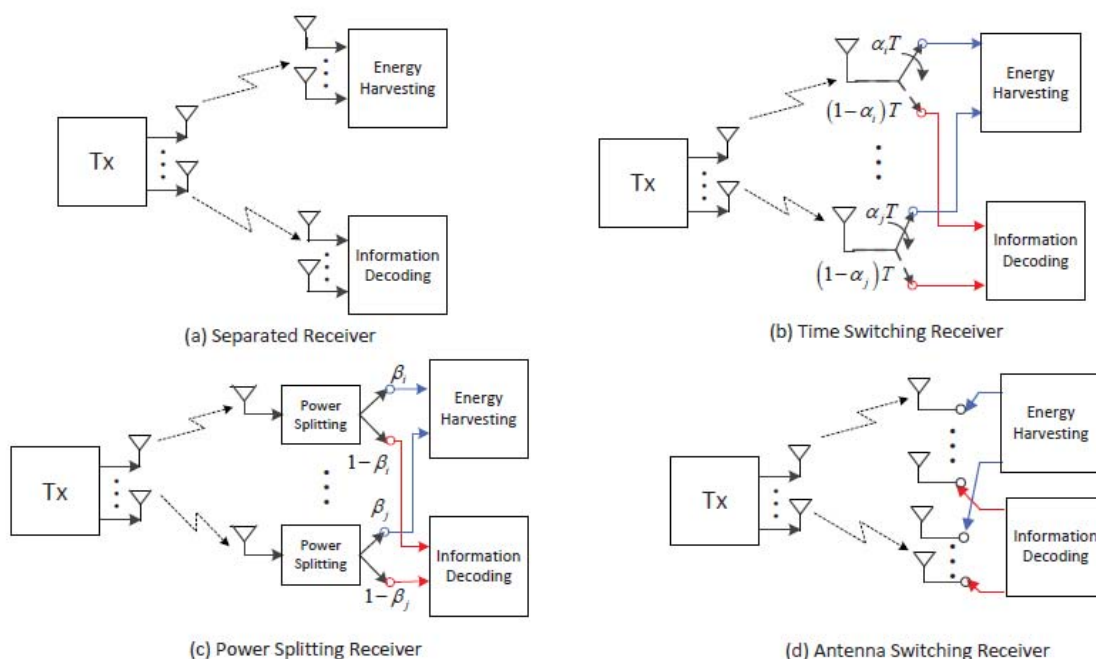 Energy
Harvesting
Tx
Information
Decoding
(a) Separated Receiver
α_iT
Energy
Harvesting
(1-α_i)T
Tx
α_jT
Information
Decoding
(1-α_j)T
(b) Time Switching Receiver
β_i
Power
Splitting
Energy
Harvesting
1-β_i
Tx
β_j
Power
Splitting
Information
Decoding
1-β_j
(c) Power Splitting Receiver
Energy
Harvesting
Tx
Information
Decoding
(d) Antenna Switching Receiver